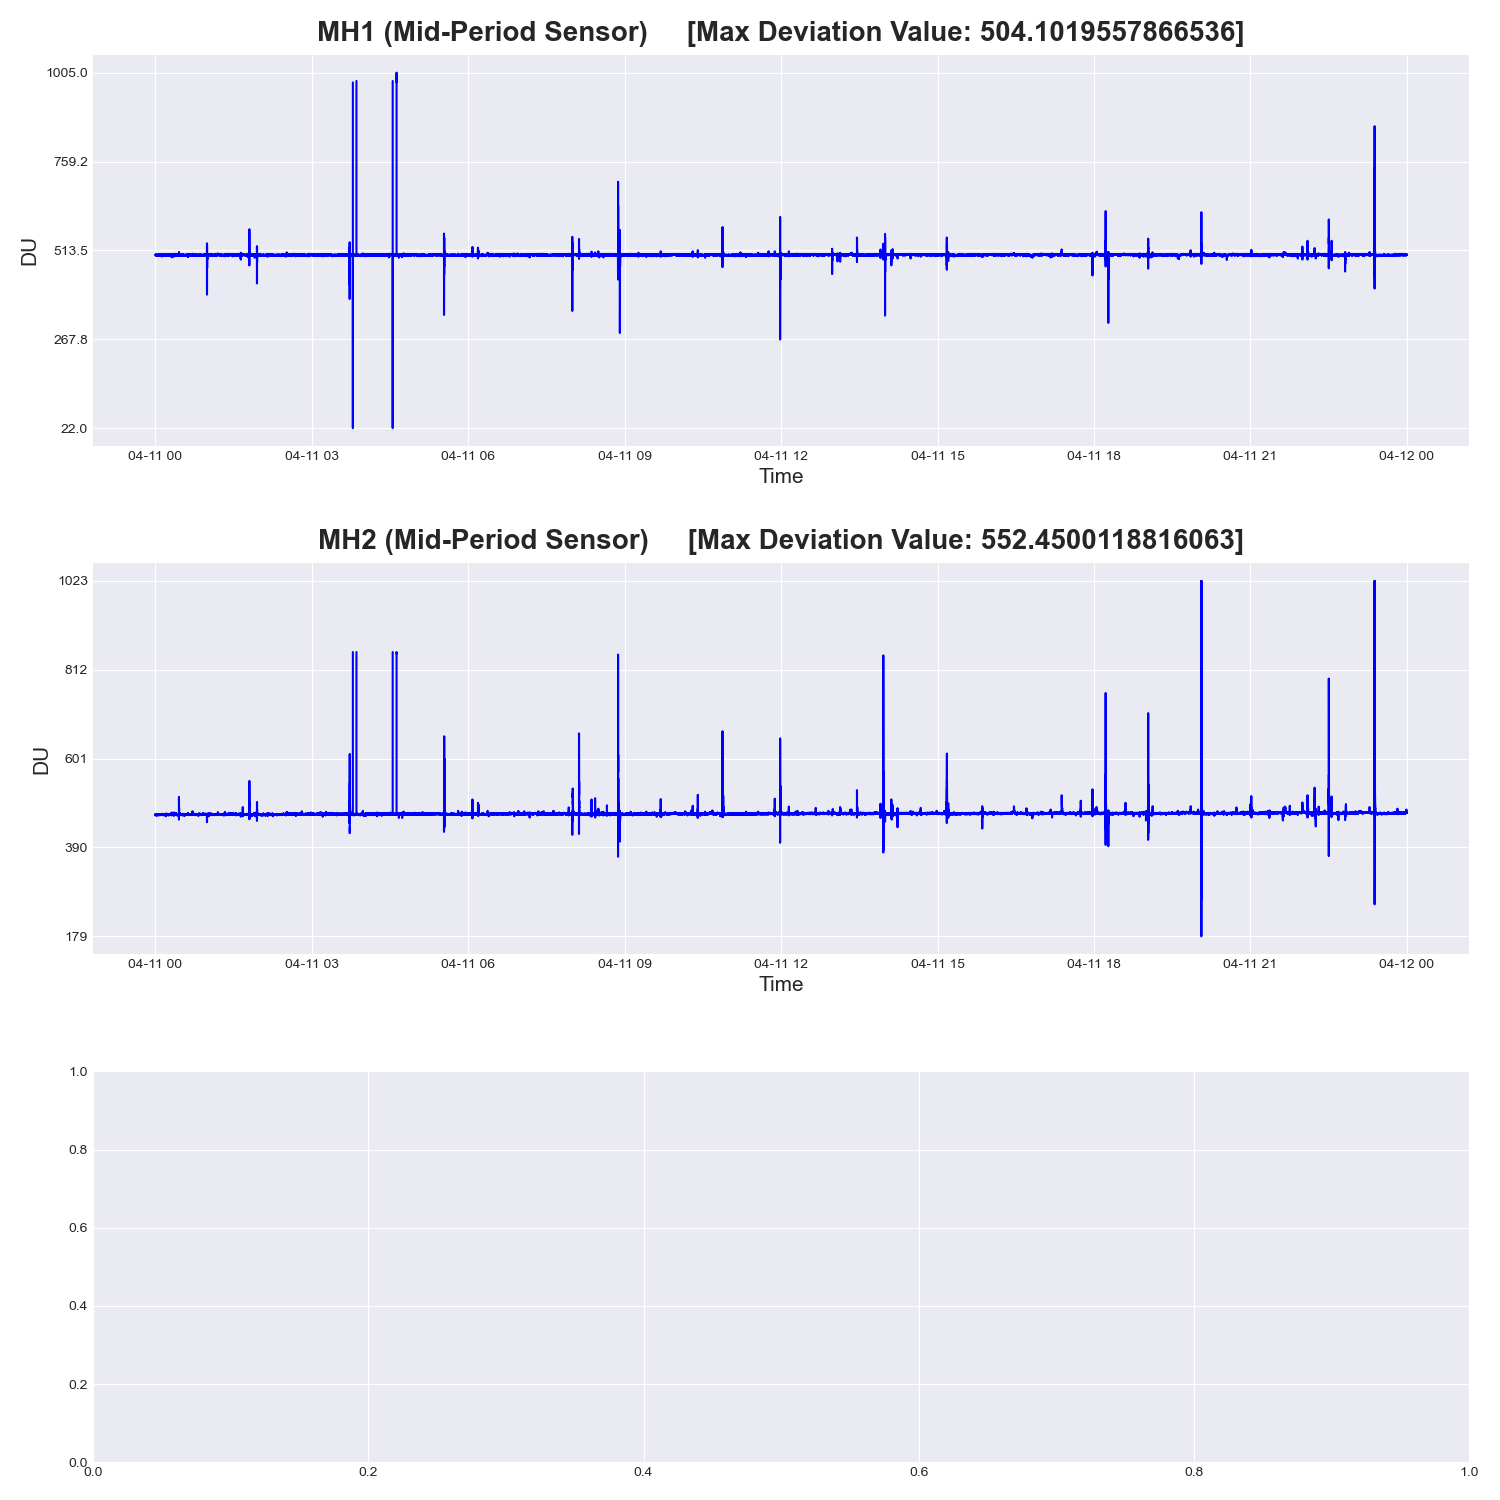 MH1 (Mid-Period Sensor) [Max Deviation Value: 504.1019557866536]
1005.0
759.2
513.5
267.8
22.0
DU
04-11 00 04-11 03 04-11 06 04-11 09 04-11 12 04-11 15 04-11 18 04-11 21 04-12 00
Time
MH2 (Mid-Period Sensor) [Max Deviation Value: 552.4500118816063]
1023
812
601
390
179
DU
04-11 00 04-11 03 04-11 06 04-11 09 04-11 12 04-11 15 04-11 18 04-11 21 04-12 00
Time
1.0
0.8
0.6
0.4
0.2
0.0
0.0 0.2 0.4 0.6 0.8 1.0